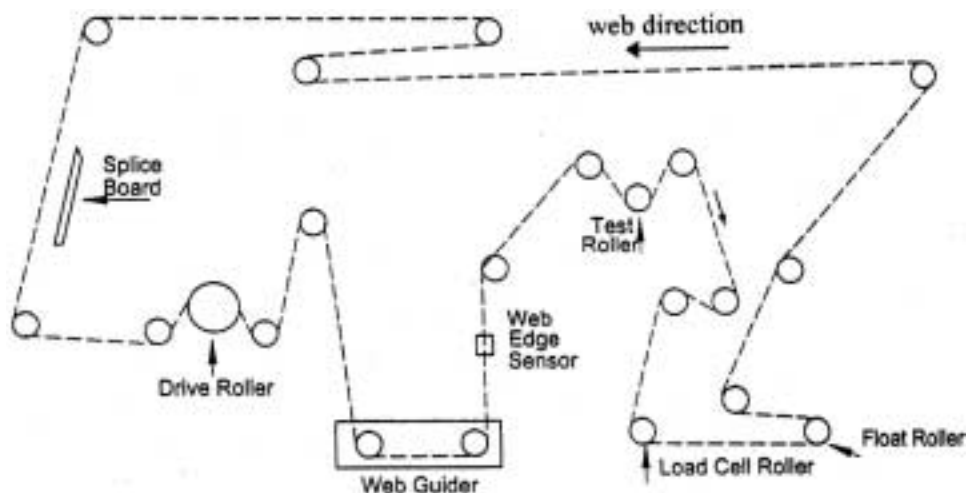 web direction
Splice
Board
Test
Roller
Web
Edge
Sensor
Drive Roller
Float Roller
Load Cell Roller
Web Guider